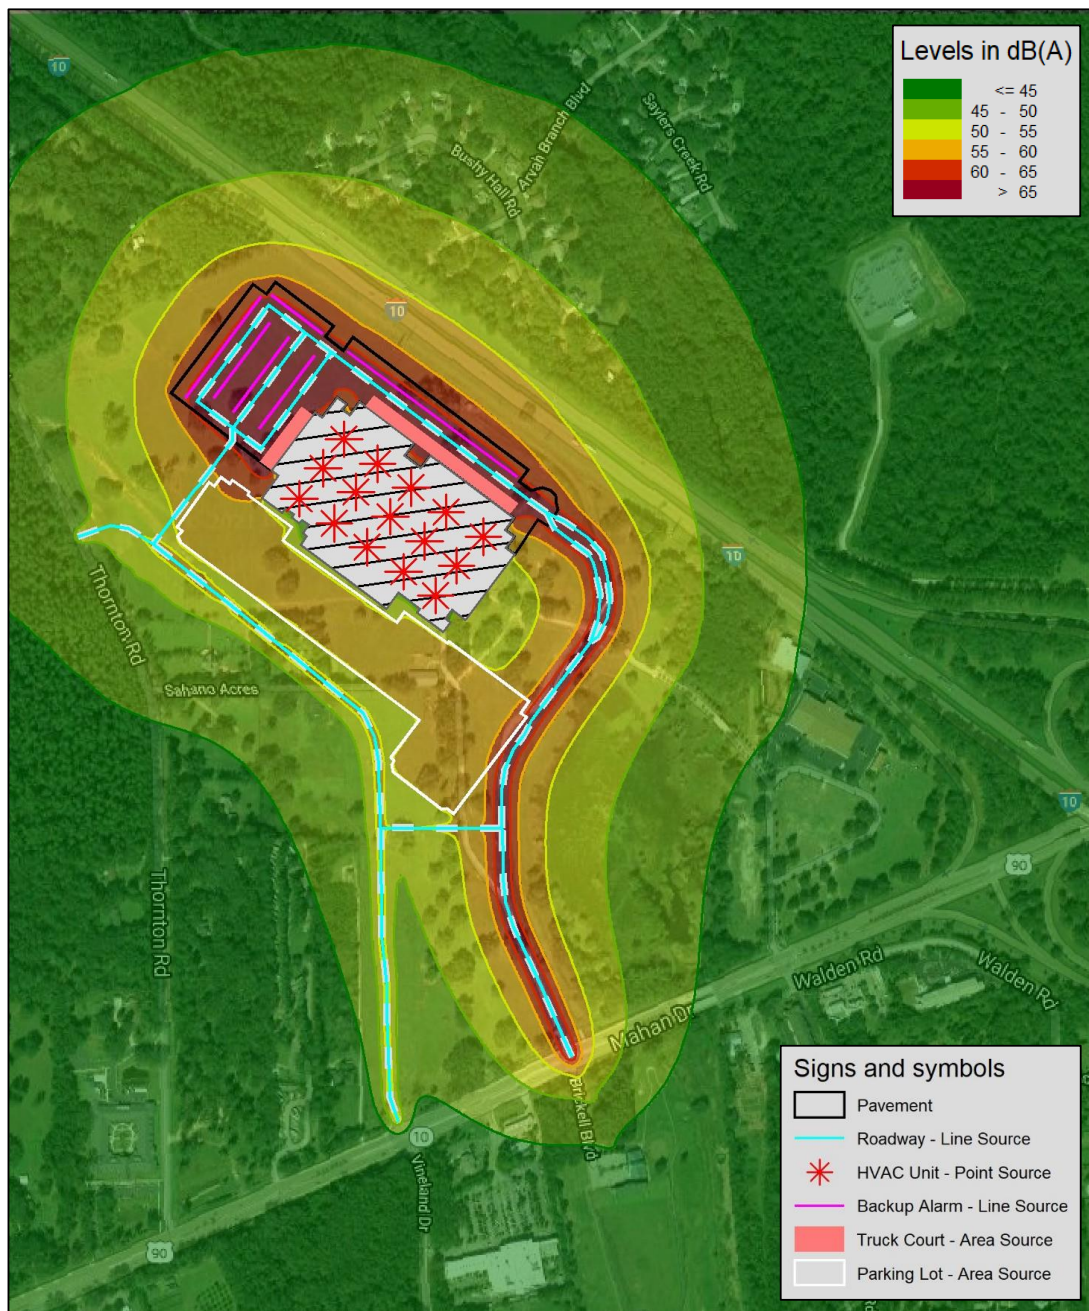 Levels in dB(A)
<= 45
45 - 50
50 - 55
55 - 60
60 - 65
> 65
10
Arvah Branch Blvd
Saylers Creek Rd
Bushy Hall Rd
10
10
Thornton Rd
Sahano Acres
10
90
Thornton Rd
Walden Rd
Walden Rd
Mahan Dr
Brickell Blvd
10
Vineland Dr
90
Signs and symbols
Pavement
Roadway - Line Source
HVAC Unit - Point Source
Backup Alarm - Line Source
Truck Court - Area Source
Parking Lot - Area Source